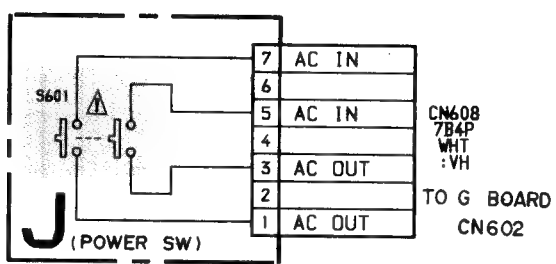 7 AC IN
6
5 AC IN
4
3 AC OUT
2
1 AC OUT
S601
CN608
7B4P
WHT
:VH
TO G BOARD
CN602
J (POWER SW)